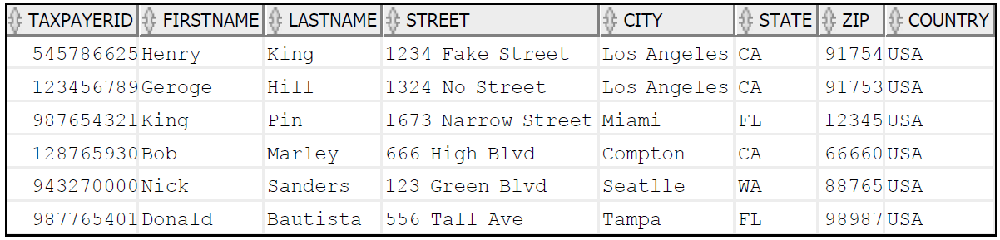 TAXPAYERID FIRSTNAME LASTNAME STREET CITY STATE ZIP COUNTRY
545786625 Henry King 1234 Fake Street Los Angeles CA 91754 USA
123456789 Geroge Hill 1324 No Street Los Angeles CA 91753 USA
987654321 King Pin 1673 Narrow Street Miami FL 12345 USA
128765930 Bob Marley 666 High Blvd Compton CA 66660 USA
943270000 Nick Sanders 123 Green Blvd Seatlle WA 88765 USA
987765401 Donald Bautista 556 Tall Ave Tampa FL 98987 USA